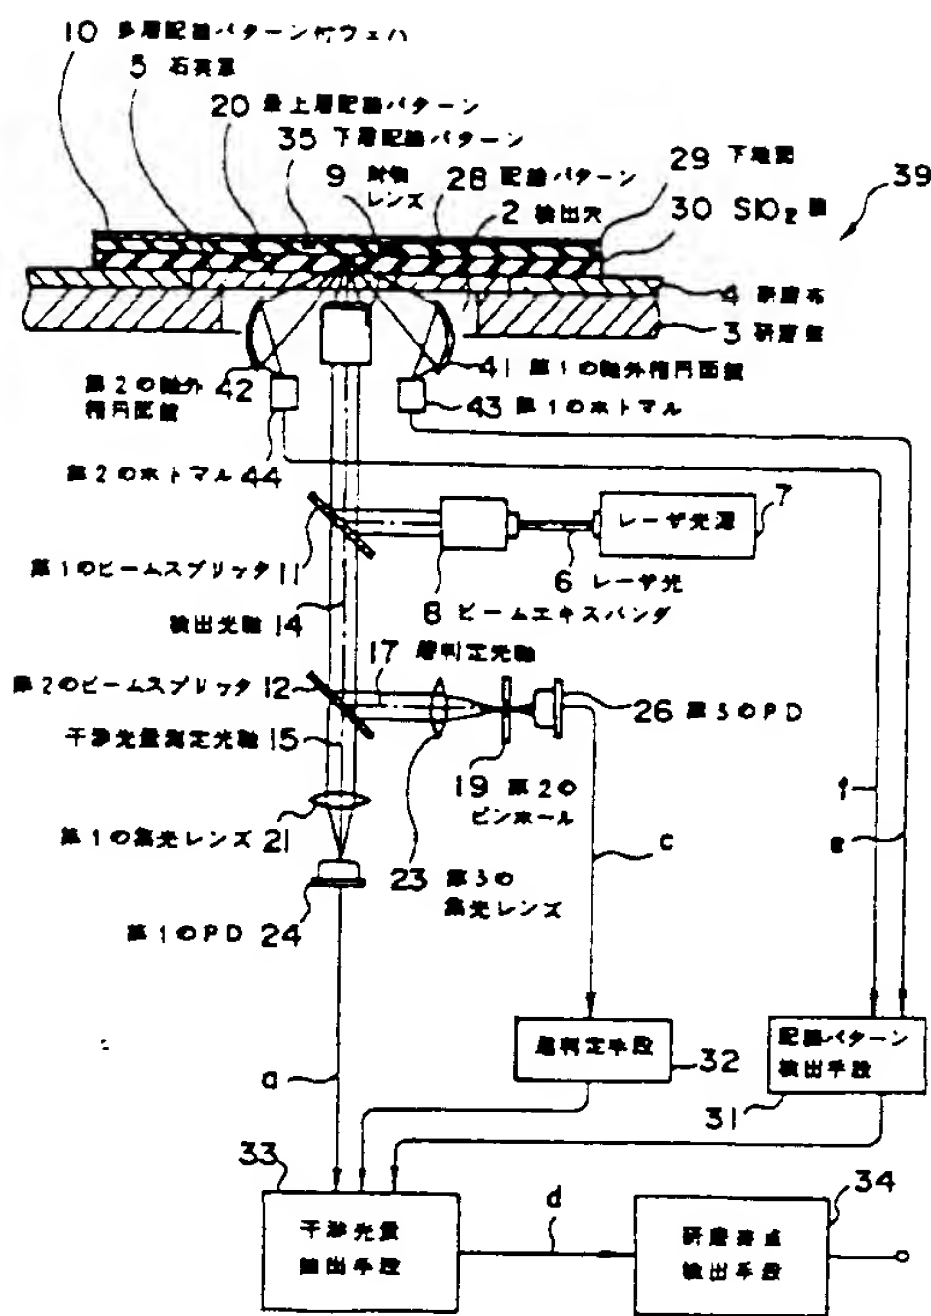 10 多層配線パターン付ウェハ
5 石英窓
20 最上層配線パターン
35 下層配線パターン
9 対物
レンズ
28 配線パターン
2 検出穴
29 下地面
30 SiO2 膜
39
4 研磨布
3 研磨盤
第2の軸外 42
楕円面鏡
41 第1の軸外楕円面鏡
43 第1のホトマル
第2のホトマル 44
レーザ光源
7
第1のビームスプリッタ 11
6 レーザ光
8 ビームエキスパンダ
検出光軸 14
17 層判定光軸
第2のビームスプリッタ 12
26 第3のPD
干渉光量測定光軸 15
19 第2の
ピンホール
f
e
第1の集光レンズ 21
c
23 第3の
集光レンズ
第1のPD 24
層判定手段
32
配線パターン
検出手段
31
a
33
干渉光量
抽出手段
d
34
研磨終点
検出手段